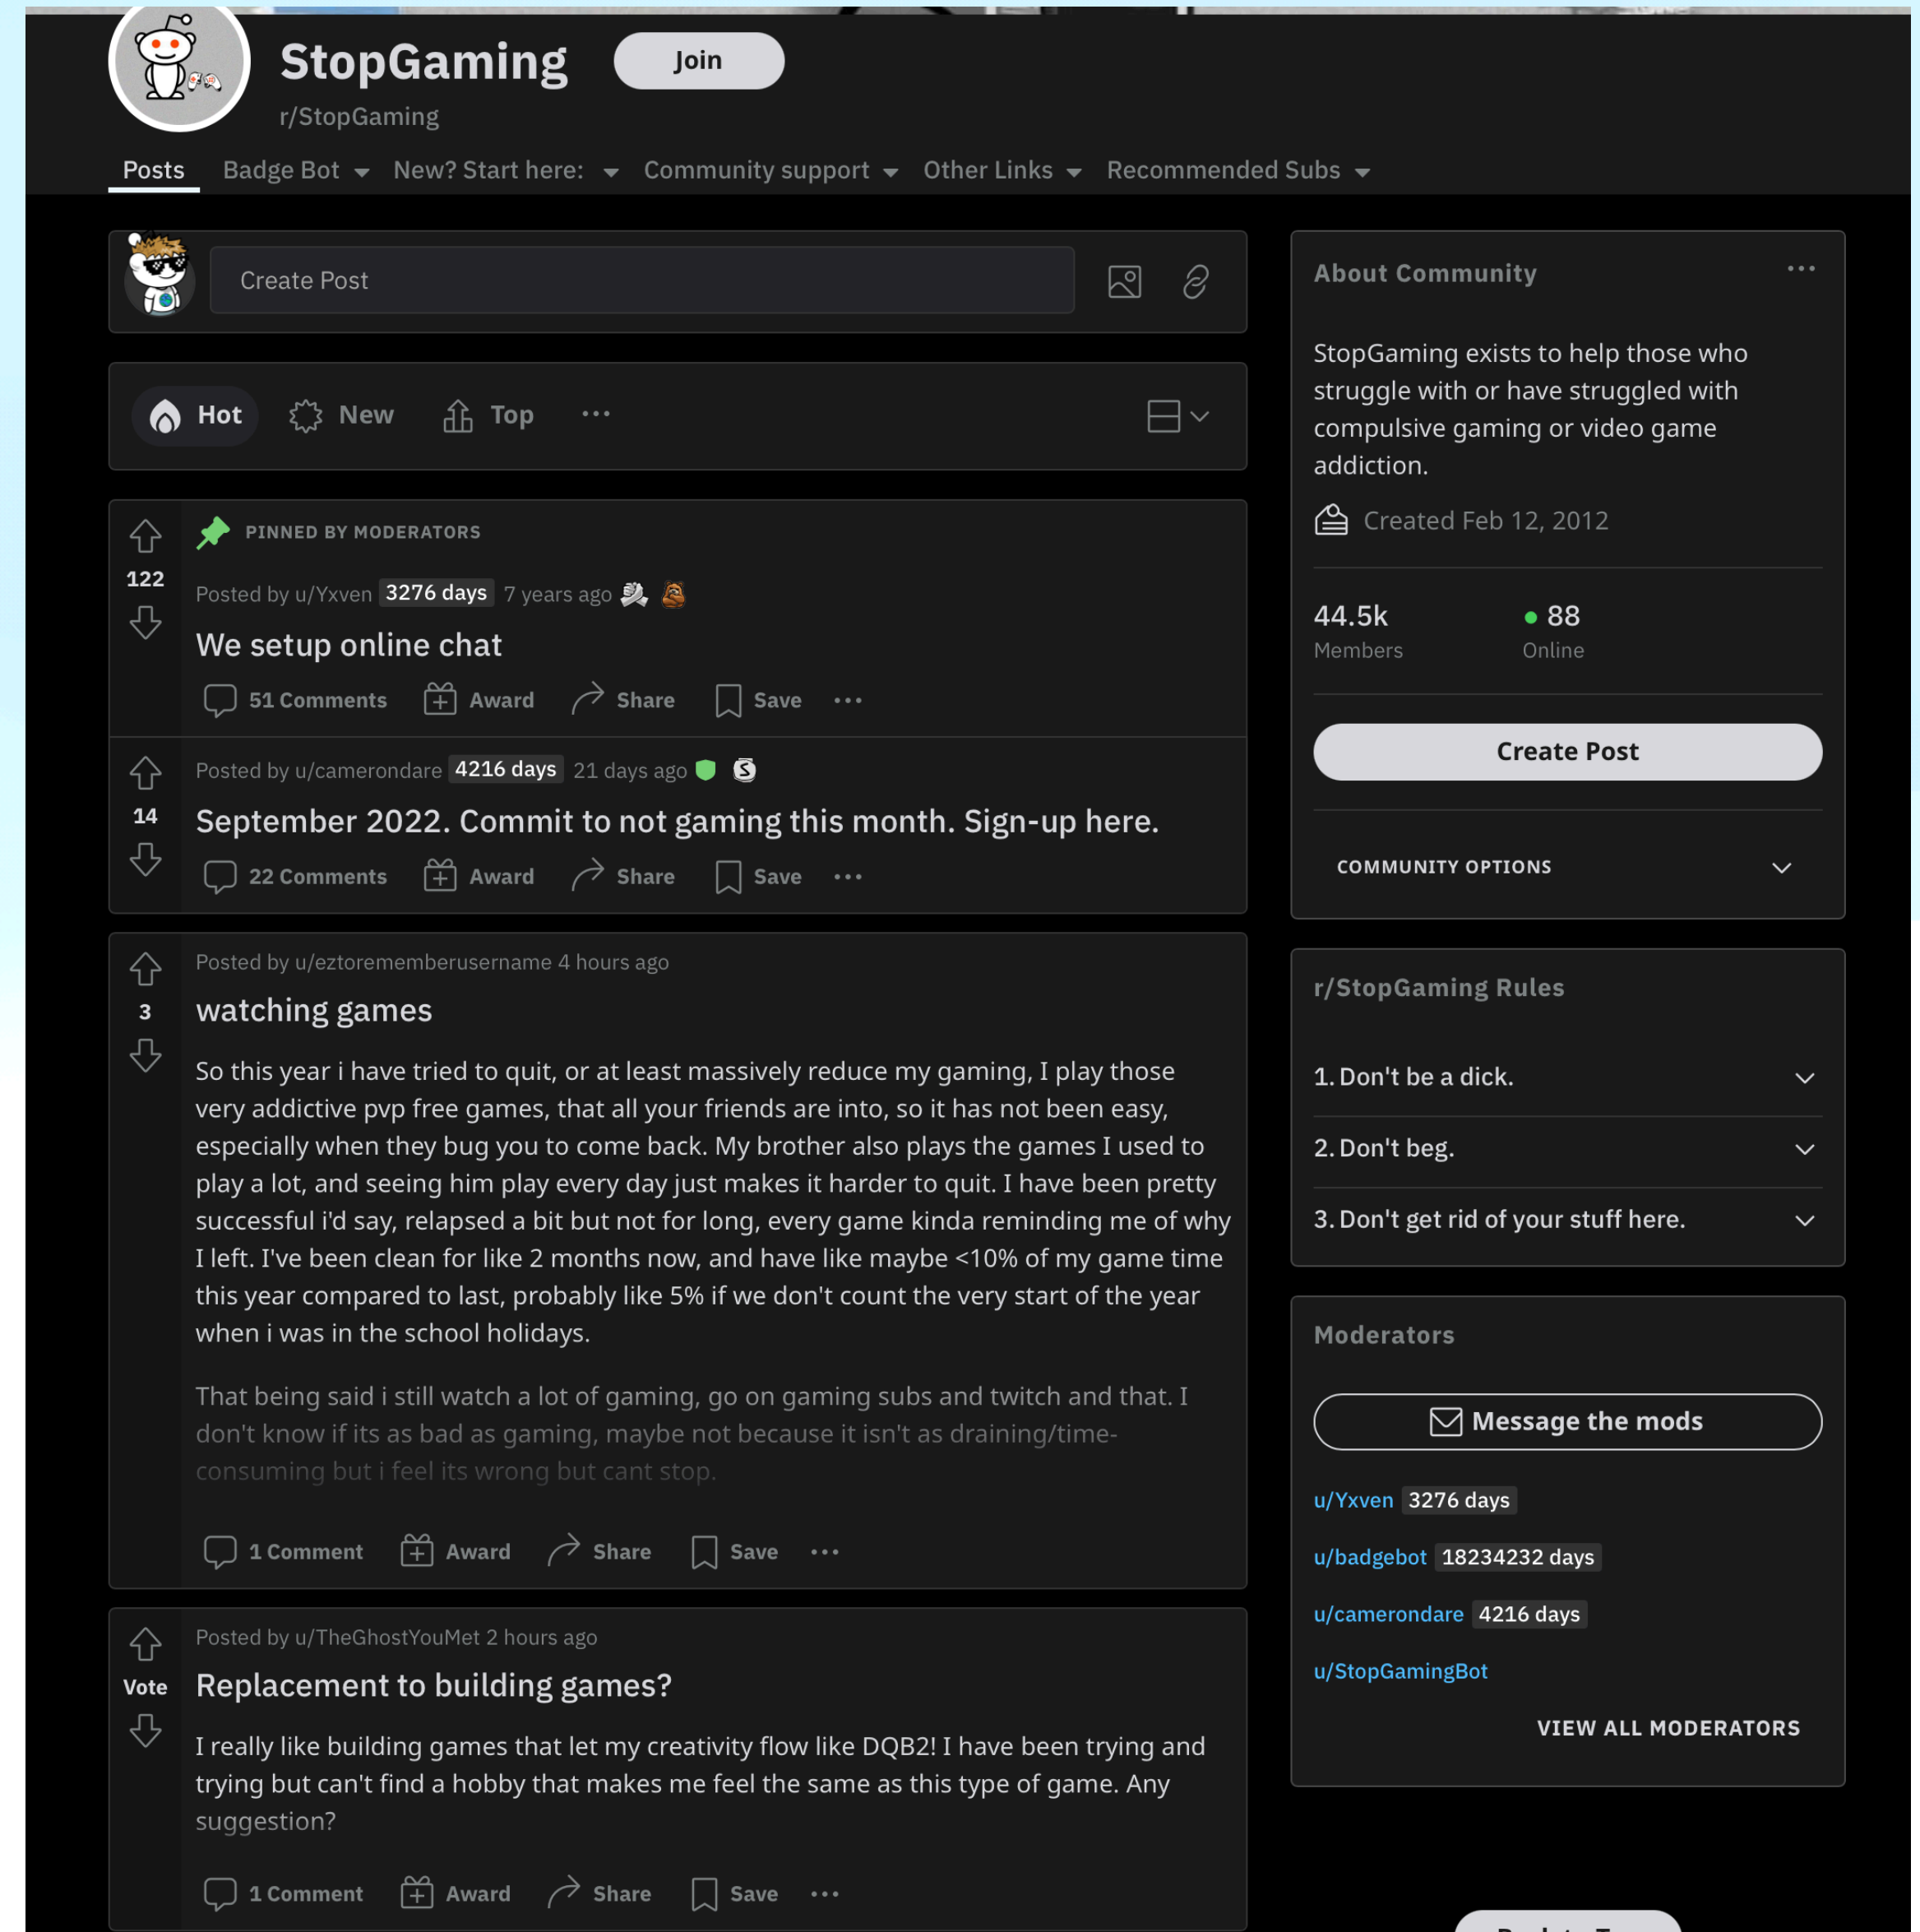 StopGaming
Join
r/StopGaming
Posts
Badge Bot
New? Start here:
Community support
Other Links
Recommended Subs
Create Post
Hot
New
Top
PINNED BY MODERATORS
122
Posted by u/Yxven 3276 days 7 years ago
We setup online chat
51 Comments
Award
Share
Save
Posted by u/camerondare 4216 days 21 days ago
14
September 2022. Commit to not gaming this month. Sign-up here.
22 Comments
Award
Share
Save
Posted by u/eztorememberusername 4 hours ago
3
watching games
So this year i have tried to quit, or at least massively reduce my gaming, I play those
very addictive pvp free games, that all your friends are into, so it has not been easy,
especially when they bug you to come back. My brother also plays the games I used to
play a lot, and seeing him play every day just makes it harder to quit. I have been pretty
successful i'd say, relapsed a bit but not for long, every game kinda reminding me of why
I left. I've been clean for like 2 months now, and have like maybe <10% of my game time
this year compared to last, probably like 5% if we don't count the very start of the year
when i was in the school holidays.
That being said i still watch a lot of gaming, go on gaming subs and twitch and that. I
don't know if its as bad as gaming, maybe not because it isn't as draining/time-
consuming but i feel its wrong but cant stop.
1 Comment
Award
Share
Save
Posted by u/TheGhostYouMet 2 hours ago
Vote
Replacement to building games?
I really like building games that let my creativity flow like DQB2! I have been trying and
trying but can't find a hobby that makes me feel the same as this type of game. Any
suggestion?
1 Comment
Award
Share
Save
About Community
StopGaming exists to help those who
struggle with or have struggled with
compulsive gaming or video game
addiction.
Created Feb 12, 2012
44.5k
88
Members
Online
Create Post
COMMUNITY OPTIONS
r/StopGaming Rules
1. Don't be a dick.
2. Don't beg.
3. Don't get rid of your stuff here.
Moderators
Message the mods
u/Yxven 3276 days
u/badgebot 18234232 days
u/camerondare 4216 days
u/StopGamingBot
VIEW ALL MODERATORS